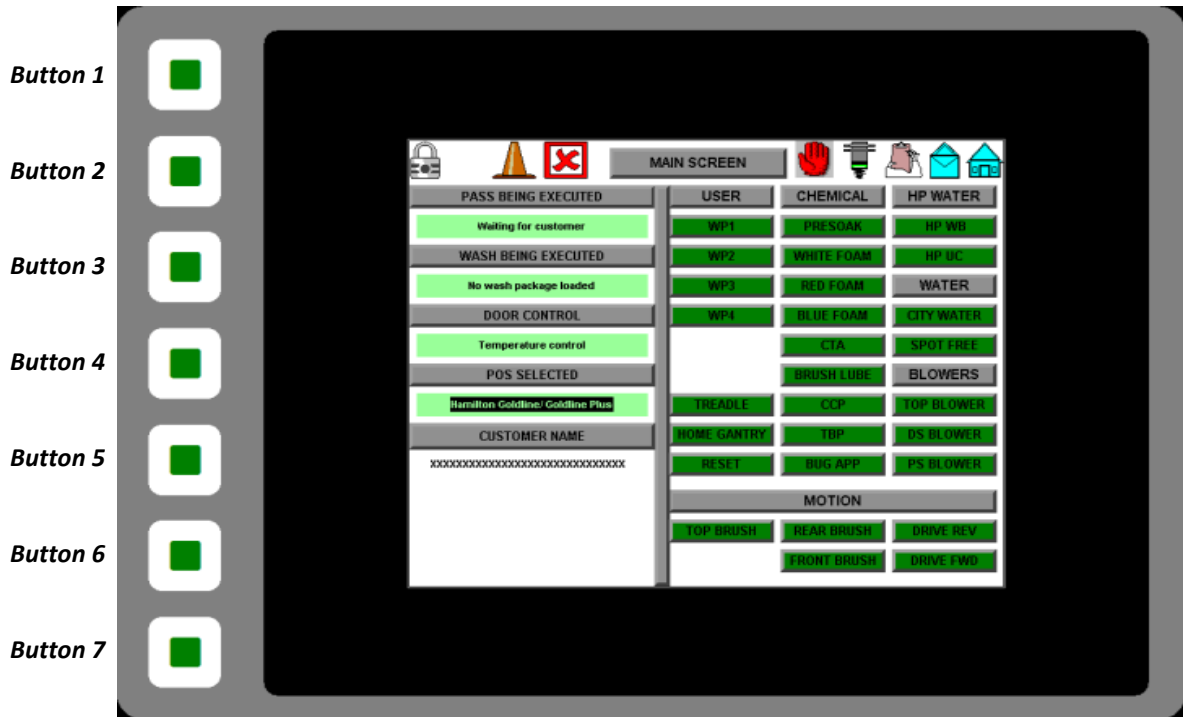 Button 1
Button 2
Button 3
Button 4
Button 5
Button 6
Button 7
MAIN SCREEN
PASS BEING EXECUTED
Waiting for customer
WASH BEING EXECUTED
No wash package loaded
DOOR CONTROL
Temperature control
POS SELECTED
Hamilton Goldline/ Goldline Plus
CUSTOMER NAME
xxxxxxxxxxxxxxxxxxxxxxxxxxxxxx
USER
WP1
WP2
WP3
WP4
TREADLE
HOME GANTRY
RESET
CHEMICAL
PRESOAK
WHITE FOAM
RED FOAM
BLUE FOAM
CTA
BRUSH LUBE
CCP
TBP
BUG APP
HP WATER
HP WB
HP UC
WATER
CITY WATER
SPOT FREE
BLOWERS
TOP BLOWER
DS BLOWER
PS BLOWER
MOTION
TOP BRUSH
REAR BRUSH
DRIVE REV
FRONT BRUSH
DRIVE FWD